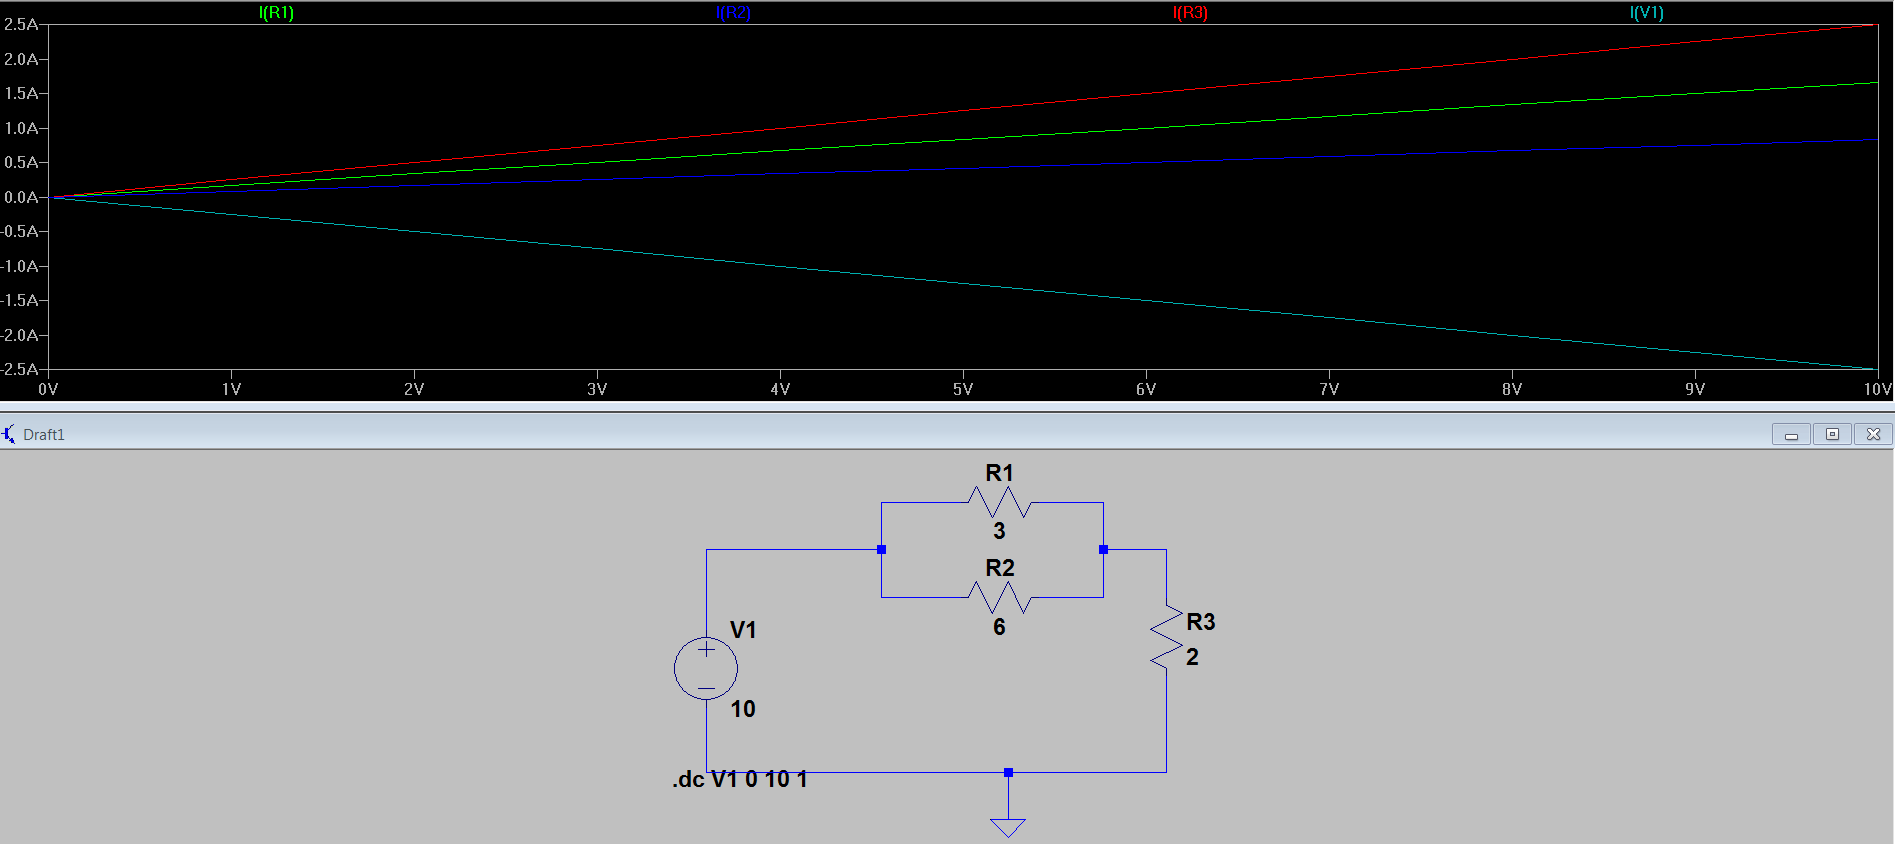 I(R1) I(R2) I(R3) I(V1)
2.5A
2.0A
1.5A
1.0A
0.5A
0.0A
-0.5A
-1.0A
-1.5A
-2.0A
-2.5A
0V 1V 2V 3V 4V 5V 6V 7V 8V 9V 10V
Draft1
R1
3
R2
6
V1
10
R3
2
.dc V1 0 10 1